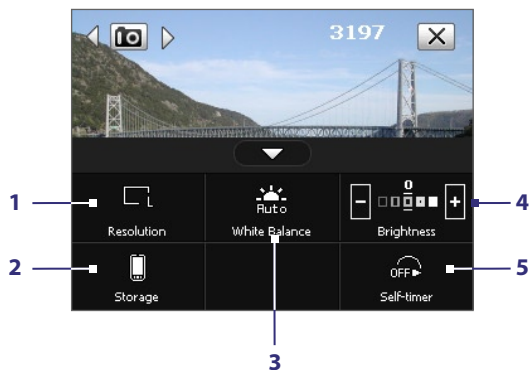 3197
0
L
Auto
1
Resolution
White Balance
Brightness
4
2
OFF
5
Storage
Self-timer
3